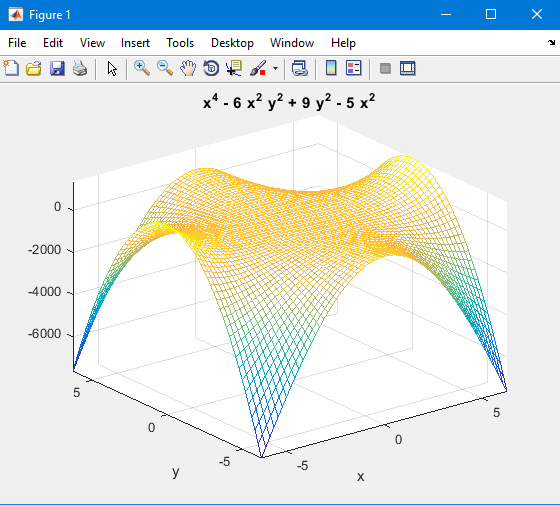 Figure 1
File Edit View Insert Tools Desktop Window Help
x⁴ - 6 x² y² + 9 y² - 5 x²
0
-2000
-4000
-6000
5
0
-5
y
-5
0
5
x